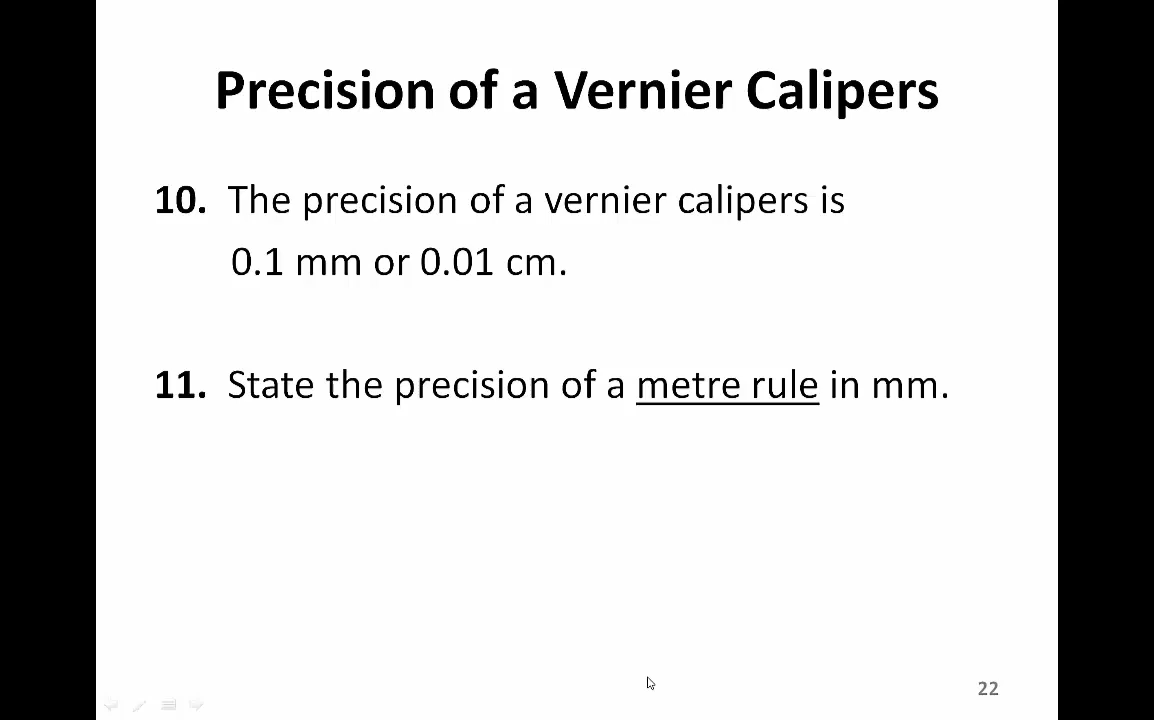 Precision of a Vernier Calipers
10. The precision of a vernier calipers is
0.1 mm or 0.01 cm.
11. State the precision of a metre rule in mm.
22